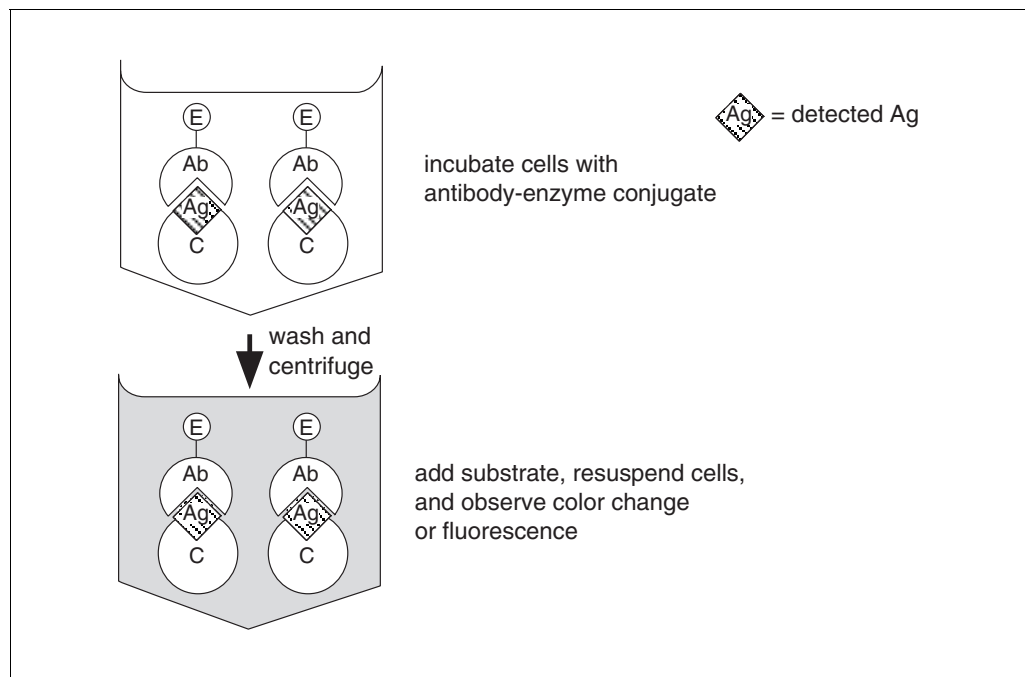 E E
Ab Ab
Ag Ag
C C
Ag = detected Ag
incubate cells with
antibody-enzyme conjugate
wash and
centrifuge
E E
Ab Ab
Ag Ag
C C
add substrate, resuspend cells,
and observe color change
or fluorescence